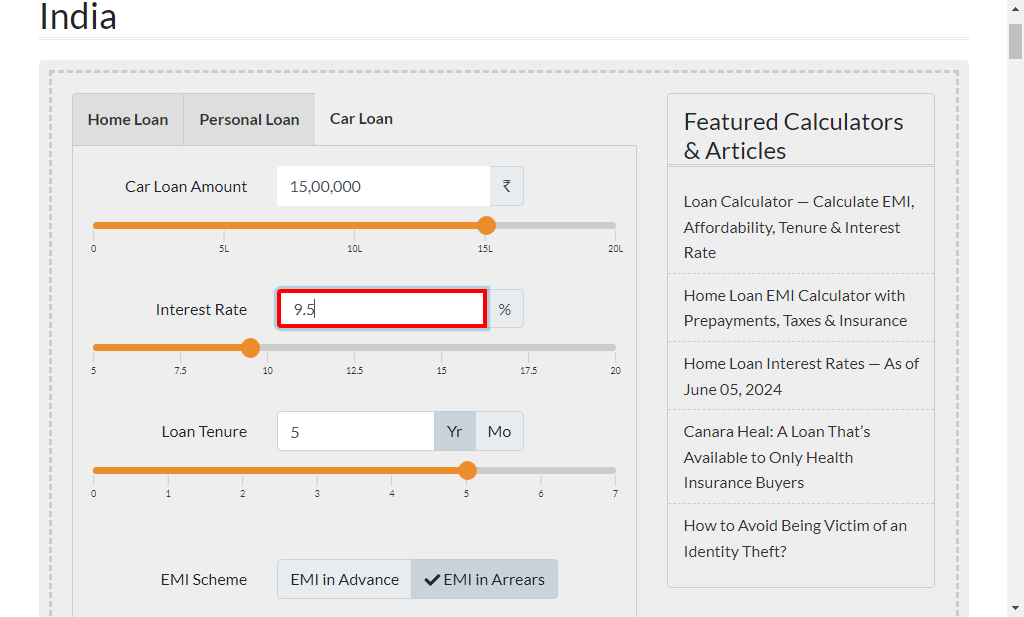 India
Home Loan
Personal Loan
Car Loan
Car Loan Amount
15,00,000
₹
0
5L
10L
15L
20L
Interest Rate
9.5
%
5
7.5
10
12.5
15
17.5
20
Loan Tenure
5
Yr
Mo
0
1
2
3
4
5
6
7
EMI Scheme
EMI in Advance
EMI in Arrears
Featured Calculators
& Articles
Loan Calculator — Calculate EMI,
Affordability, Tenure & Interest
Rate
Home Loan EMI Calculator with
Prepayments, Taxes & Insurance
Home Loan Interest Rates — As of
June 05, 2024
Canara Heal: A Loan That’s
Available to Only Health
Insurance Buyers
How to Avoid Being Victim of an
Identity Theft?